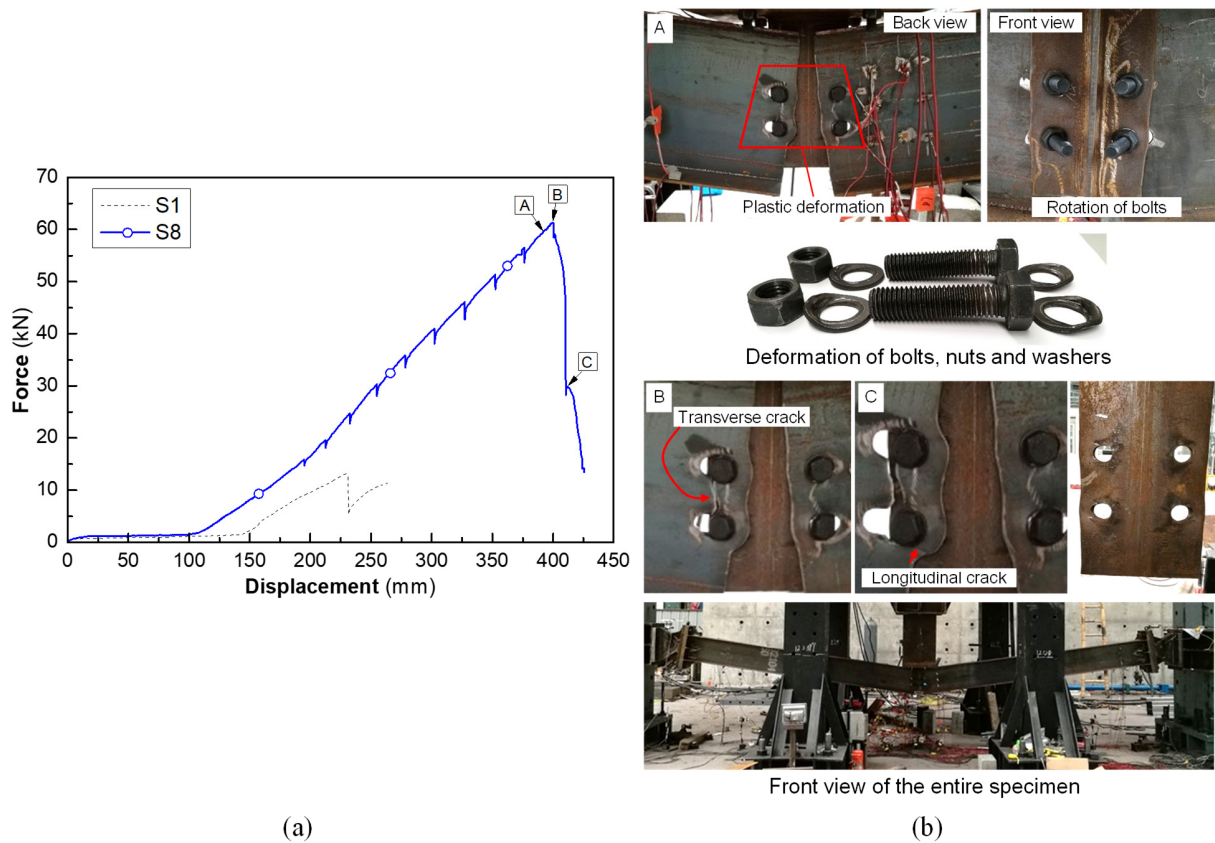 70
60
50
40
30
20
10
0
Force (kN)
S1
S8
A
B
C
0 50 100 150 200 250 300 350 400 450
Displacement (mm)
(a)
A
Back view
Plastic deformation
Front view
Rotation of bolts
Deformation of bolts, nuts and washers
B
Transverse crack
C
Longitudinal crack
Front view of the entire specimen
(b)